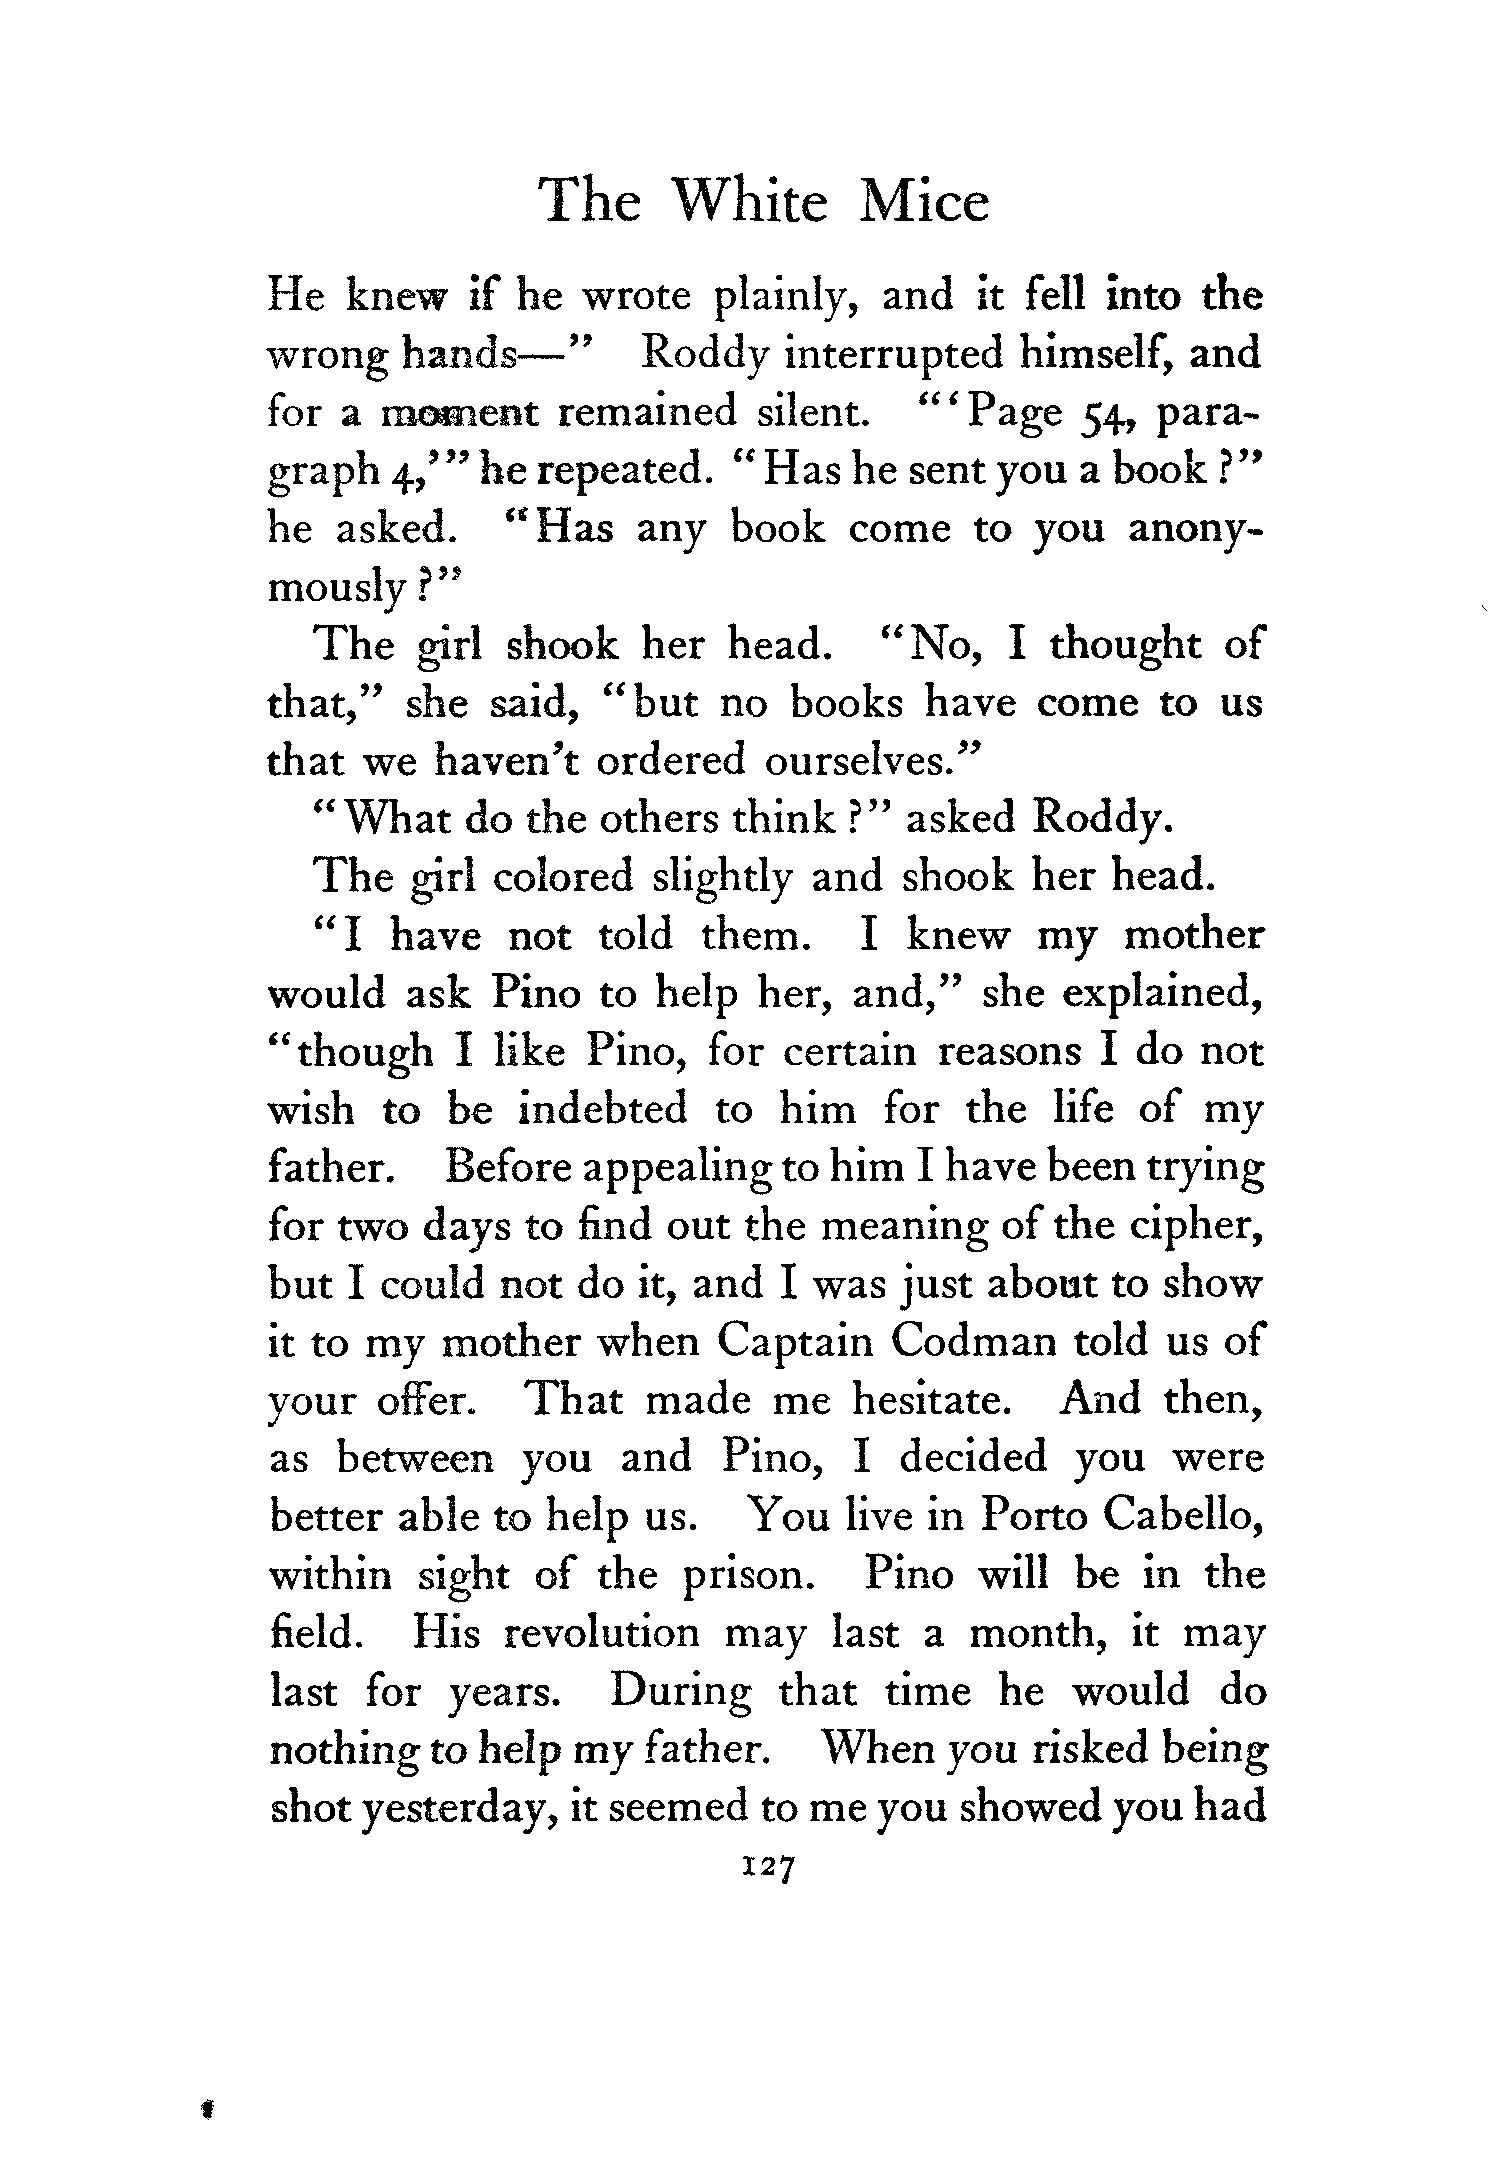 The White Mice
He knew if he wrote plainly, and it fell into the
wrong hands—” Roddy interrupted himself, and
for a moment remained silent. “‘Page 54, para-
graph 4,’” he repeated. “Has he sent you a book?”
he asked. “Has any book come to you anony-
mously?”
The girl shook her head. “No, I thought of
that,” she said, “but no books have come to us
that we haven’t ordered ourselves.”
“What do the others think?” asked Roddy.
The girl colored slightly and shook her head.
“I have not told them. I knew my mother
would ask Pino to help her, and,” she explained,
“though I like Pino, for certain reasons I do not
wish to be indebted to him for the life of my
father. Before appealing to him I have been trying
for two days to find out the meaning of the cipher,
but I could not do it, and I was just about to show
it to my mother when Captain Codman told us of
your offer. That made me hesitate. And then,
as between you and Pino, I decided you were
better able to help us. You live in Porto Cabello,
within sight of the prison. Pino will be in the
field. His revolution may last a month, it may
last for years. During that time he would do
nothing to help my father. When you risked being
shot yesterday, it seemed to me you showed you had
127